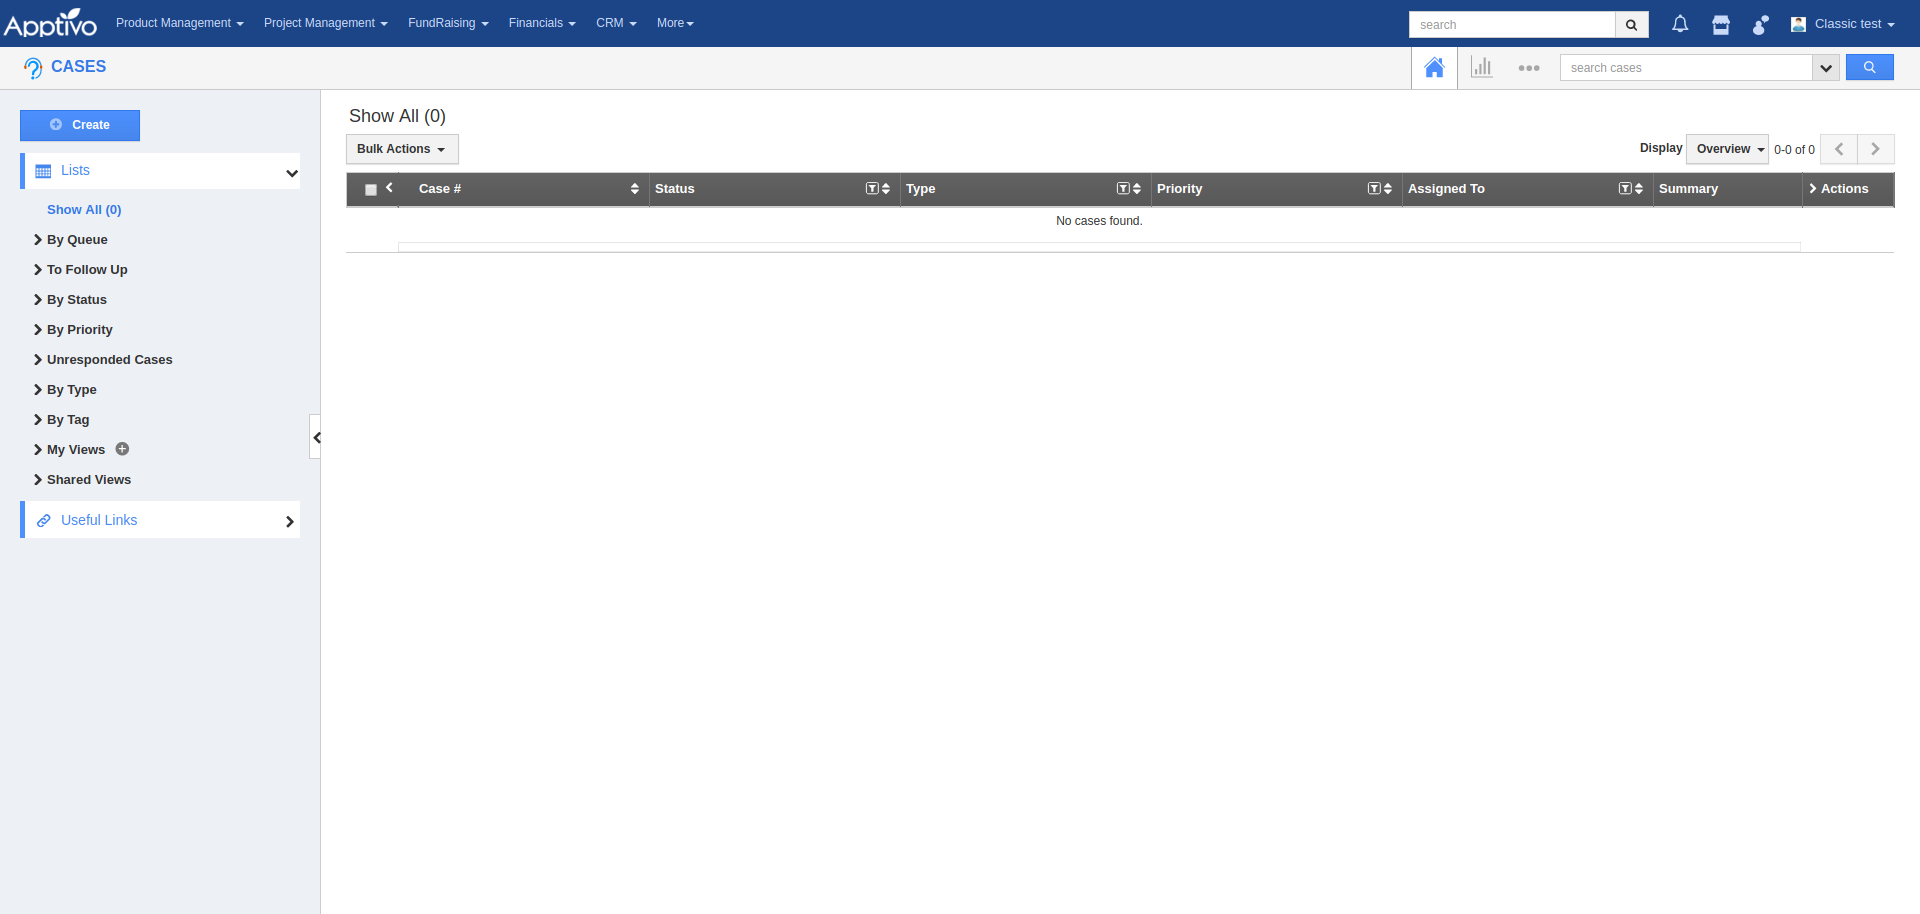 Apptivo Product Management Project Management FundRaising Financials CRM More search Classic test
CASES search cases
Create
Lists
Show All (0)
By Queue
To Follow Up
By Status
By Priority
Unresponded Cases
By Type
By Tag
My Views
Shared Views
Useful Links
Show All (0)
Bulk Actions Display Overview 0-0 of 0
Case # Status Type Priority Assigned To Summary Actions
No cases found.